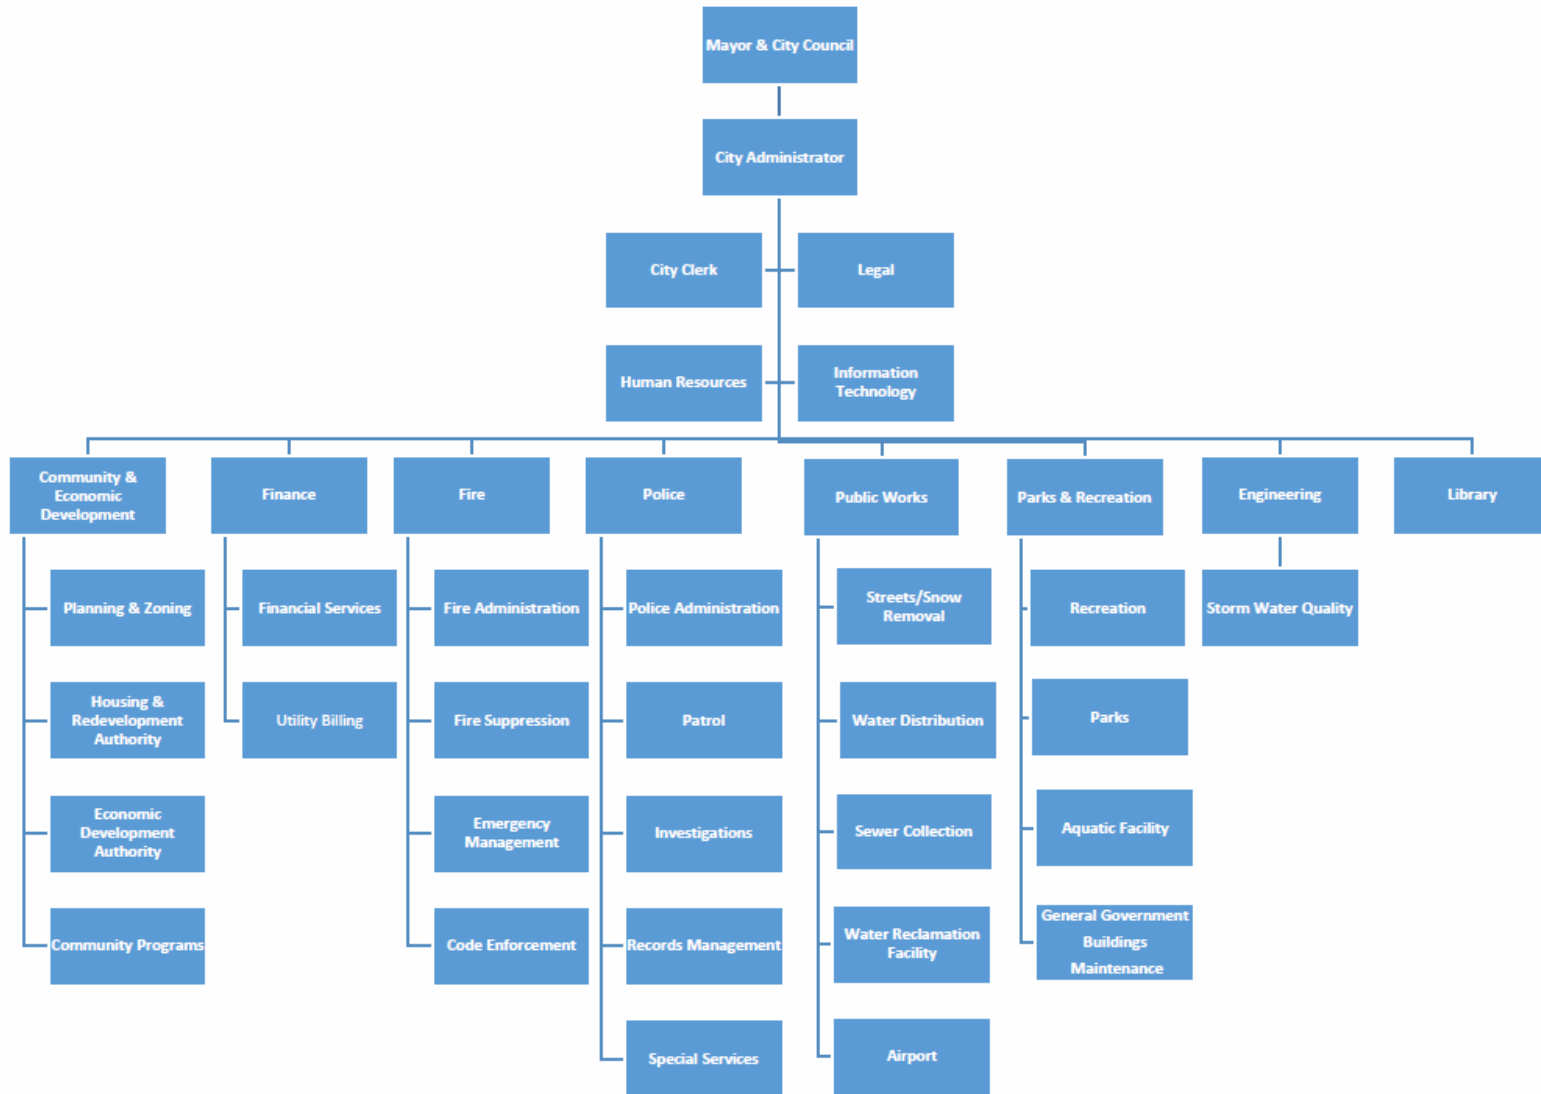 Mayor & City Council
City Administrator
City Clerk
Legal
Human Resources
Information
Technology
Community &
Economic
Development
Finance
Fire
Police
Public Works
Parks & Recreation
Engineering
Library
Planning & Zoning
Financial Services
Fire Administration
Police Administration
Streets/Snow
Removal
Recreation
Storm Water Quality
Housing &
Redevelopment
Authority
Utility Billing
Fire Suppression
Patrol
Water Distribution
Parks
Economic
Development
Authority
Emergency
Management
Investigations
Sewer Collection
Aquatic Facility
Community Programs
Code Enforcement
Records Management
Water Reclamation
Facility
General Government
Buildings
Maintenance
Special Services
Airport